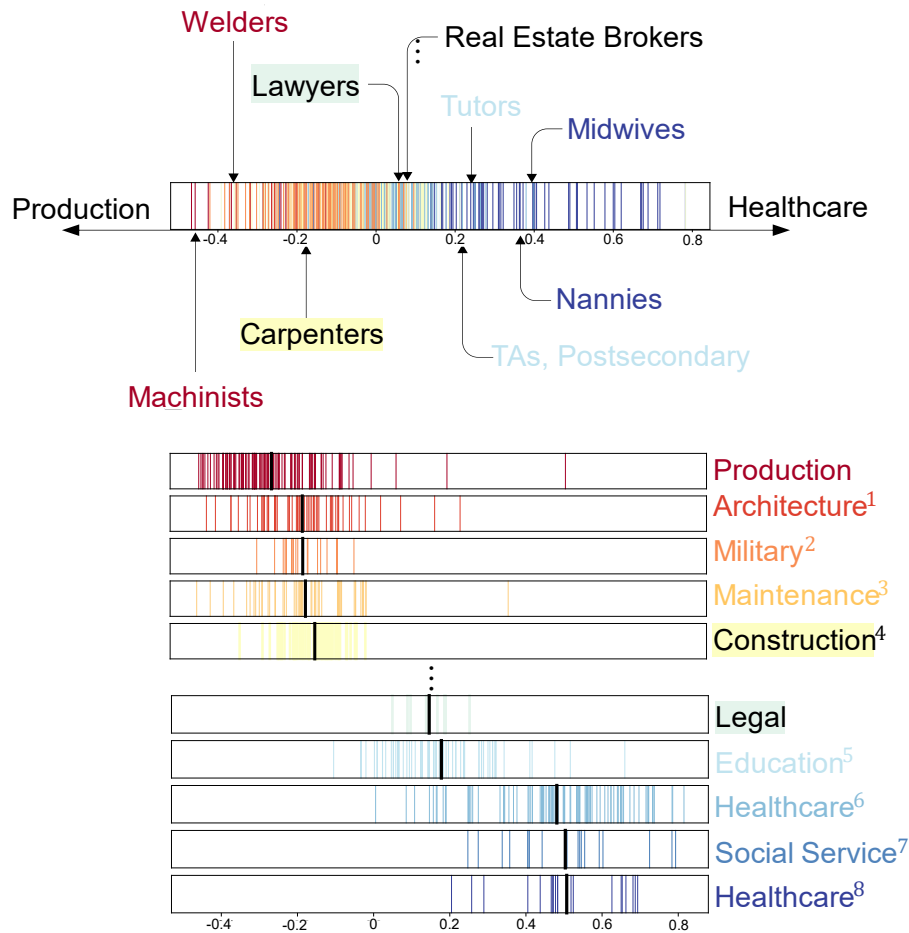 Welders
Real Estate Brokers
Lawyers
Tutors
Midwives
Production
Healthcare
-0.4 -0.2 0 0.2 0.4 0.6 0.8
Nannies
Carpenters
TAs, Postsecondary
Machinists
Production
Architecture¹
Military²
Maintenance³
Construction⁴
Legal
Education⁵
Healthcare⁶
Social Service⁷
Healthcare⁸
-0.4 -0.2 0 0.2 0.4 0.6 0.8